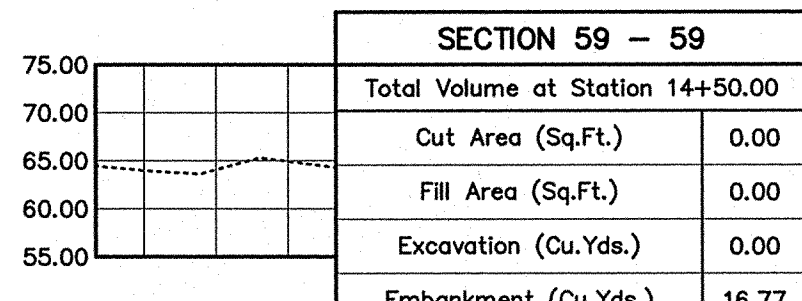 75.00
70.00
65.00
60.00
55.00
SECTION 59 - 59
Total Volume at Station 14+50.00
Cut Area (Sq.Ft.) 0.00
Fill Area (Sq.Ft.) 0.00
Excavation (Cu.Yds.) 0.00
Embankment (Cu.Yds.) 16.77